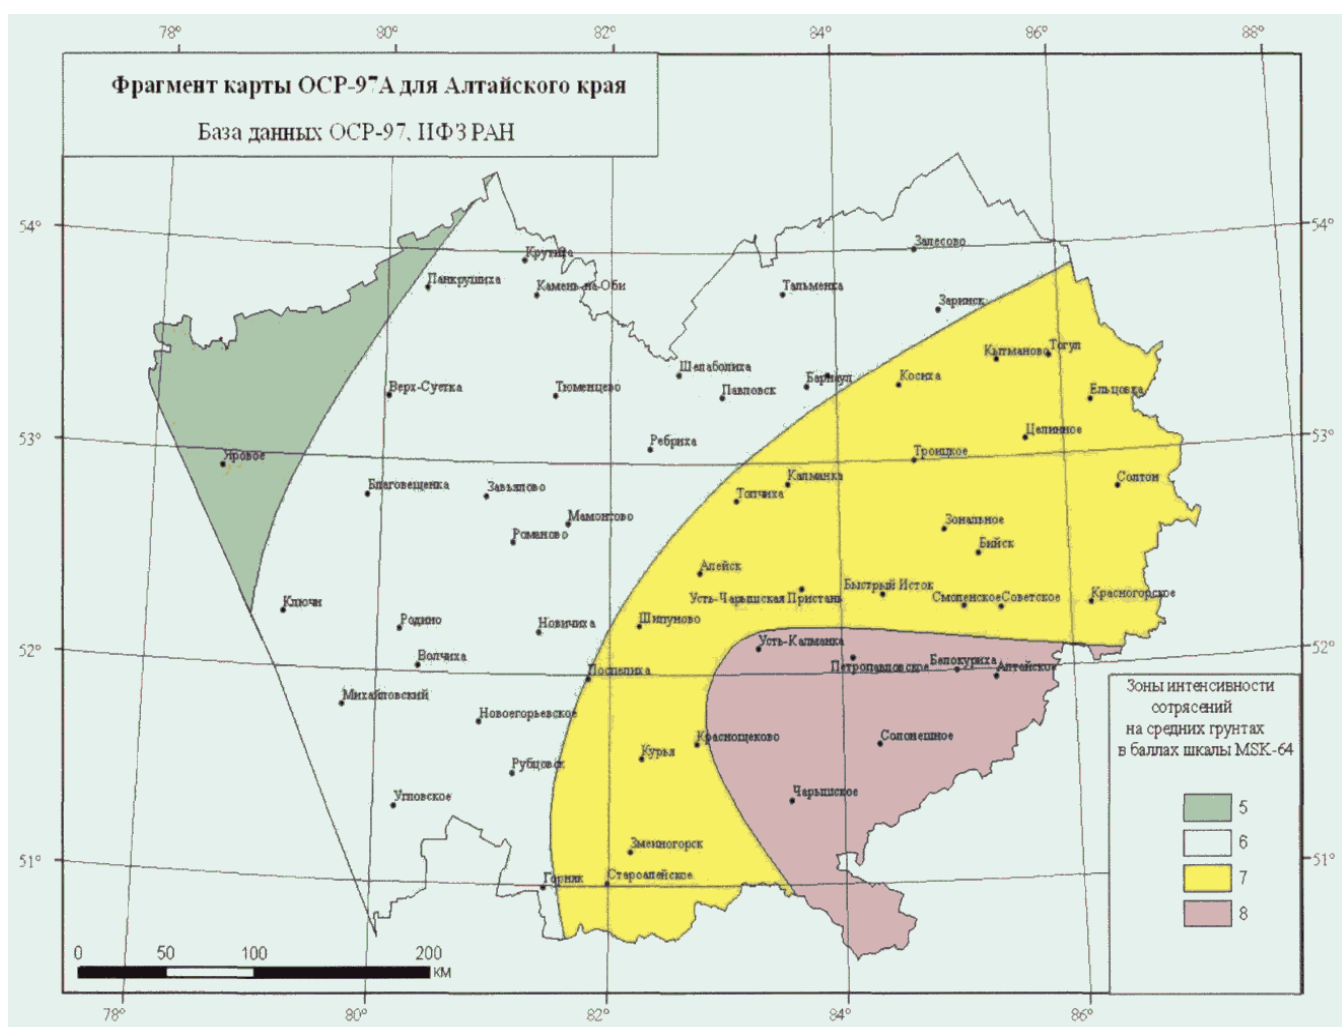 78° 80° 82° 84° 86° 88°
Фрагмент карты ОСР-97А для Алтайского края
База данных ОСР-97, ИФЗ РАН
54° 54°
Залесово
Крутиха
Панкрушиха
Камень-на-Оби
Тальменка
Заринск
Кытманово
Тогул
Шелаболиха
Барнаул
Косиха
Верх-Суетка
Тюменцево
Павловск
Ельцовка
53° 53°
Целинное
Ребриха
Троицкое
Яровое
Калманка
Солтон
Благовещенка
Завьялово
Топчиха
Мамонтово
Зональное
Романово
Бийск
Алейск
Быстрый Исток
Ключи
Усть-Чарышская Пристань
Смоленское
Советское
Красногорское
Родино
Новичиха
Шипуново
52° 52°
Усть-Калманка
Волчиха
Поспелиха
Петропавловское
Белокуриха
Алтайское
Михайловский
Новоегорьевское
Краснощеково
Солонешное
Курья
Рубцовск
Угловское
Чарышское
Змеиногорск
51° 51°
Горняк
Староалейское
Зоны интенсивности
сотрясений
на средних грунтах
в баллах шкалы MSK-64
5
6
7
8
0 50 100 200
км
78° 80° 82° 84° 86°